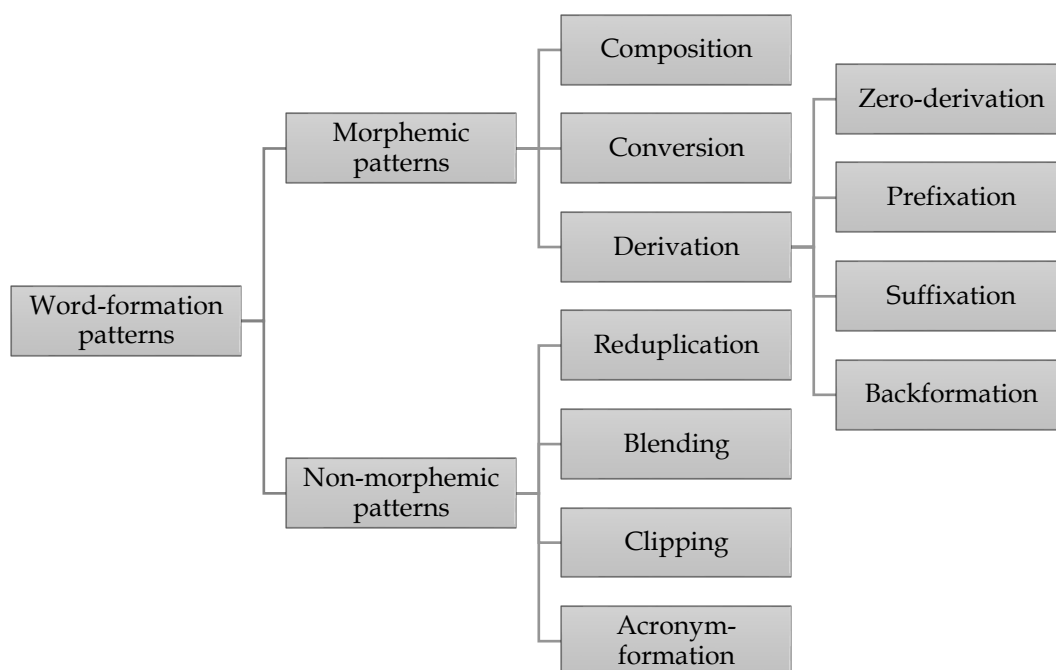 Word-formation
patterns
Morphemic
patterns
Composition
Conversion
Derivation
Zero-derivation
Prefixation
Suffixation
Backformation
Non-morphemic
patterns
Reduplication
Blending
Clipping
Acronym-
formation